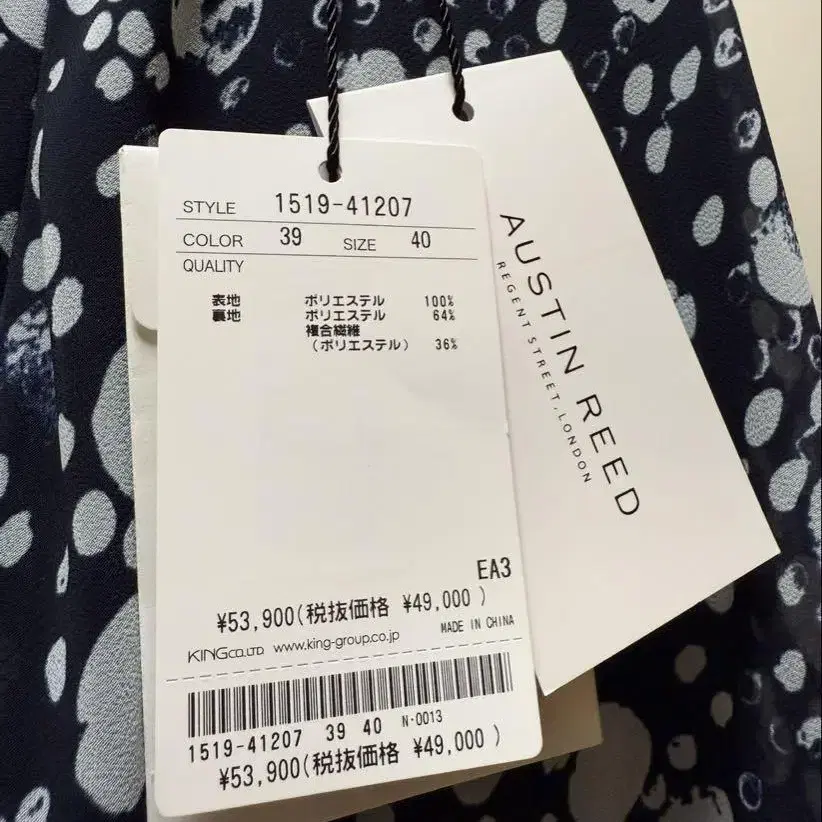 STYLE 1519-41207
COLOR 39 SIZE 40
QUALITY
表地 ポリエステル 100%
裏地 ポリエステル 64%
複合繊維
(ポリエステル) 36%
EA3
¥53,900(税抜価格 ¥49,000 )
KING CO.,LTD www.king-group.co.jp MADE IN CHINA
1519-41207 39 40 N-0013
¥53,900(税抜価格 ¥49,000 )
AUSTIN REED
REGENT STREET, LONDON